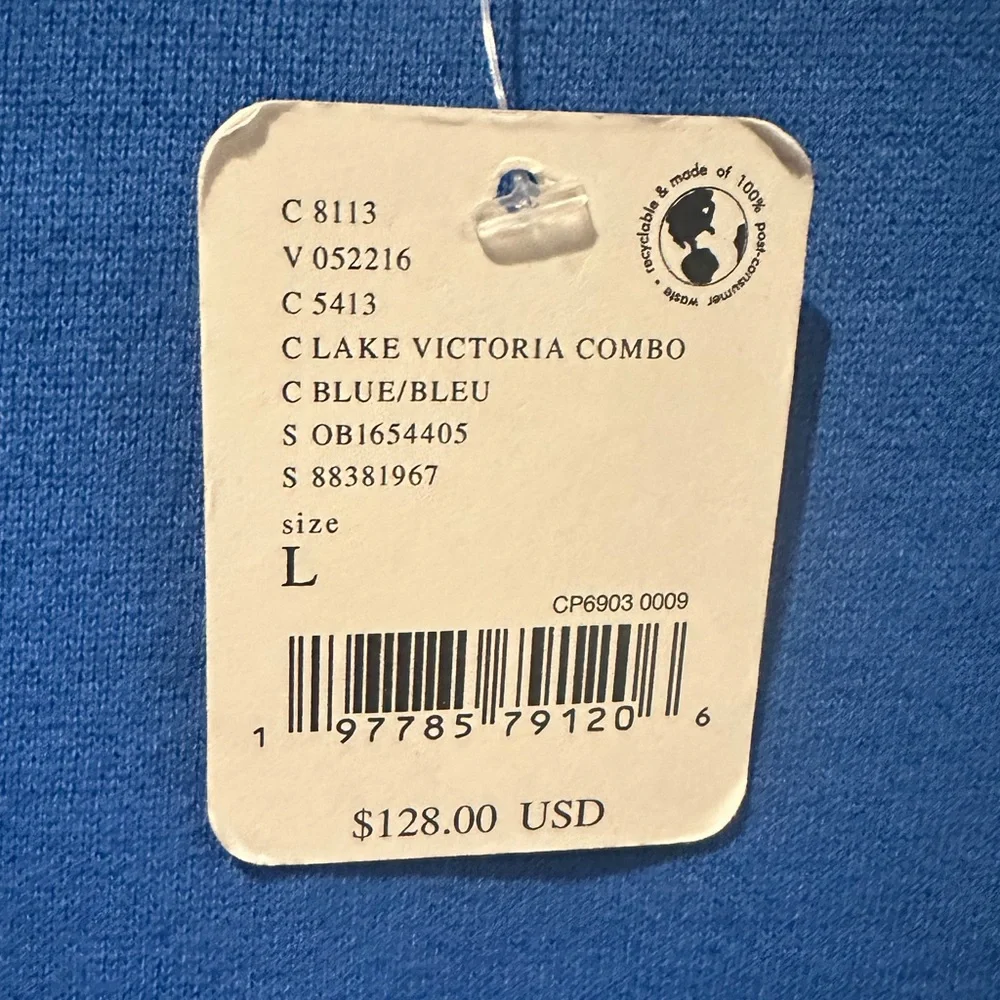 C 8113
V 052216
C 5413
C LAKE VICTORIA COMBO
C BLUE/BLEU
S OB1654405
S 88381967
size
L
recyclable & made of 100% post-consumer waste •
CP6903 0009
1 97785 79120 6
$128.00 USD